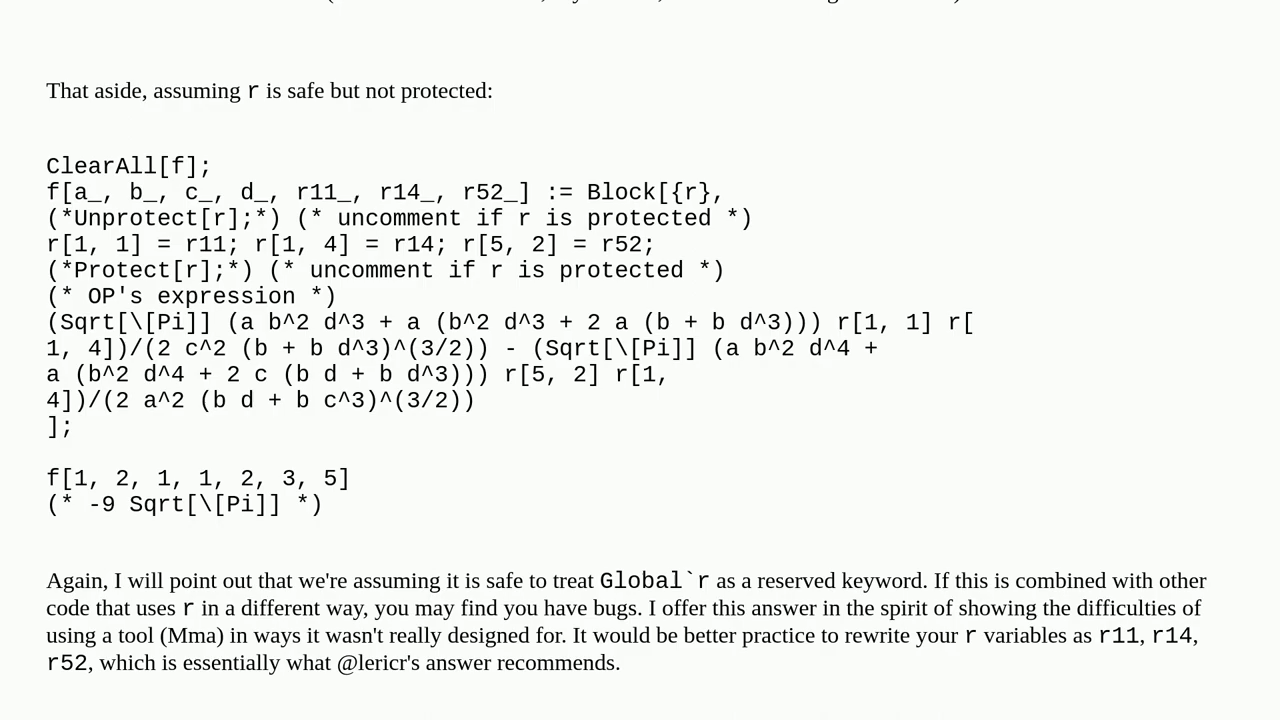 That aside, assuming r is safe but not protected:
ClearAll[f];
f[a_, b_, c_, d_, r11_, r14_, r52_] := Block[{r},
(*Unprotect[r];*) (* uncomment if r is protected *)
r[1, 1] = r11; r[1, 4] = r14; r[5, 2] = r52;
(*Protect[r];*) (* uncomment if r is protected *)
(* OP's expression *)
(Sqrt[\[Pi]] (a b^2 d^3 + a (b^2 d^3 + 2 a (b + b d^3))) r[1, 1] r[
1, 4])/(2 c^2 (b + b d^3)^(3/2)) - (Sqrt[\[Pi]] (a b^2 d^4 +
a (b^2 d^4 + 2 c (b d + b d^3))) r[5, 2] r[1,
4])/(2 a^2 (b d + b c^3)^(3/2))
];
f[1, 2, 1, 1, 2, 3, 5]
(* -9 Sqrt[\[Pi]] *)
Again, I will point out that we're assuming it is safe to treat Global`r as a reserved keyword. If this is combined with other
code that uses r in a different way, you may find you have bugs. I offer this answer in the spirit of showing the difficulties of
using a tool (Mma) in ways it wasn't really designed for. It would be better practice to rewrite your r variables as r11, r14,
r52, which is essentially what @lericr's answer recommends.